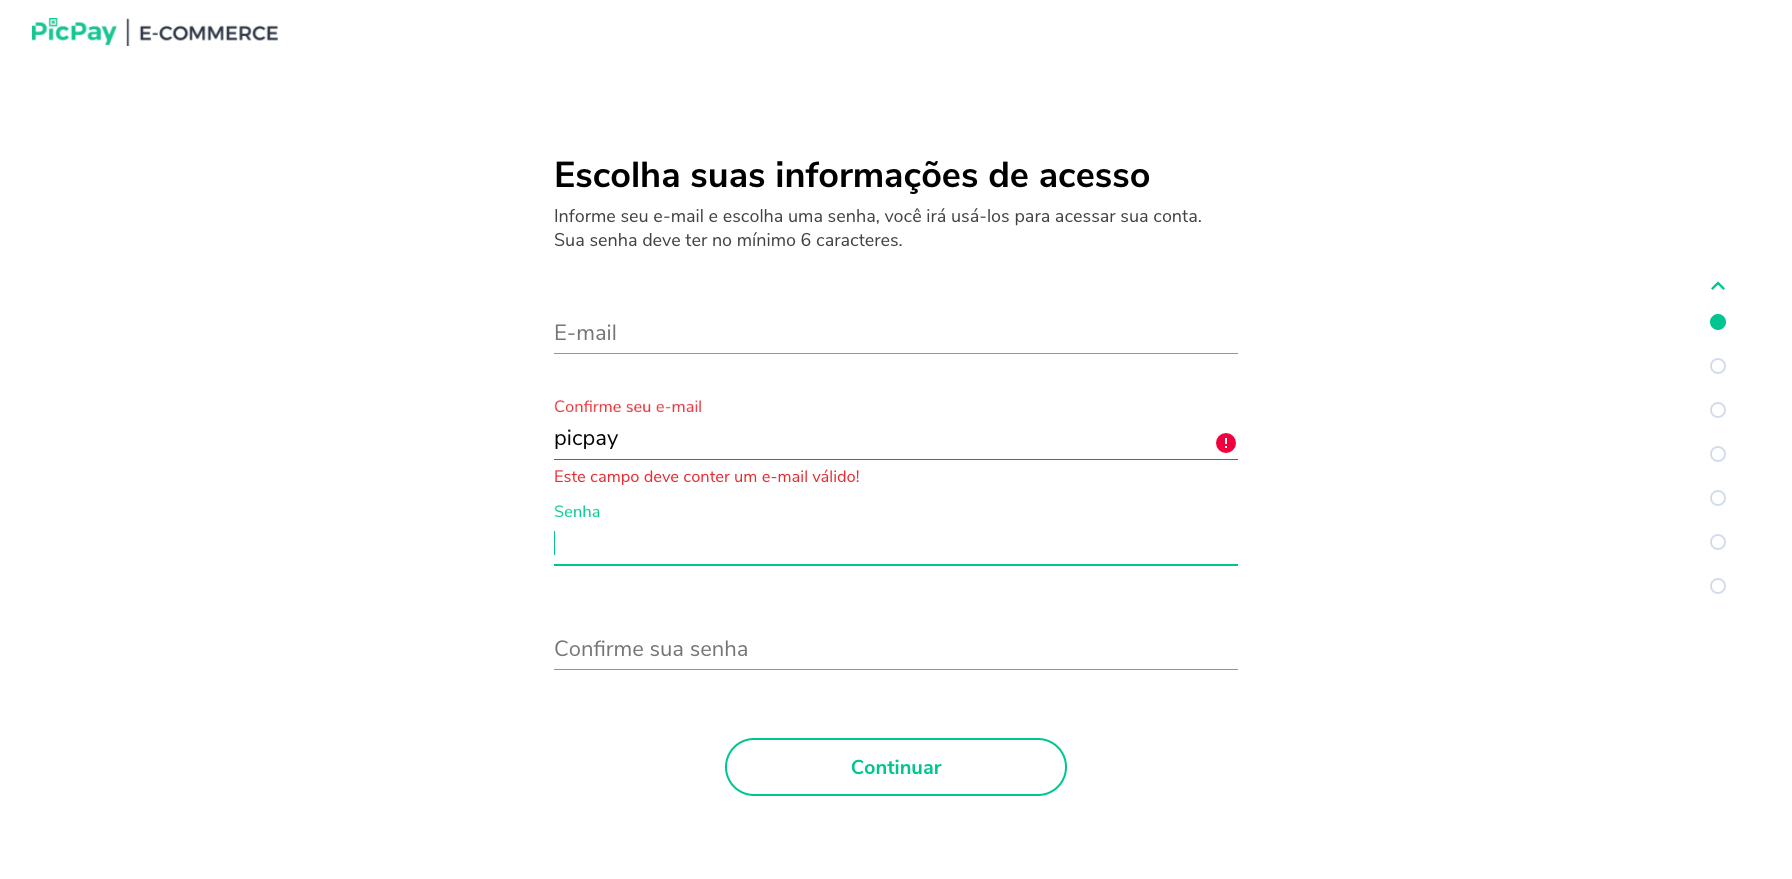 PicPay | E-COMMERCE
Escolha suas informações de acesso
Informe seu e-mail e escolha uma senha, você irá usá-los para acessar sua conta.
Sua senha deve ter no mínimo 6 caracteres.
E-mail
Confirme seu e-mail
picpay
Este campo deve conter um e-mail válido!
Senha
Confirme sua senha
Continuar